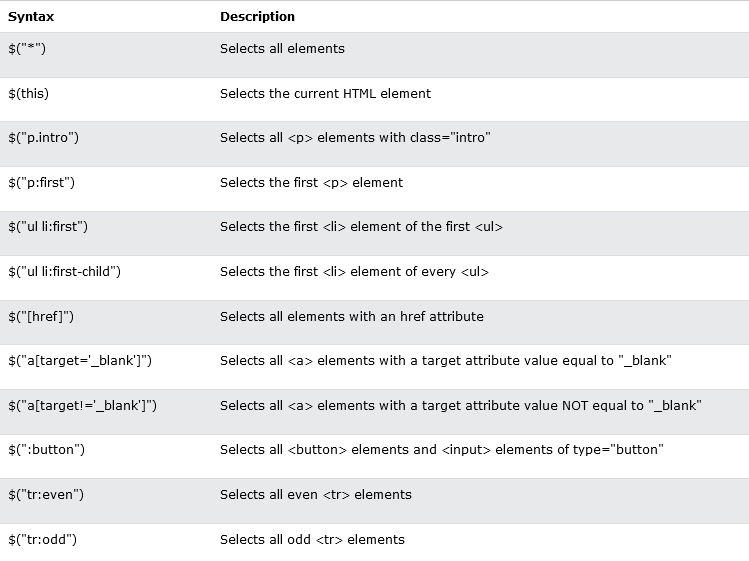 Syntax Description
$("*") Selects all elements
$(this) Selects the current HTML element
$("p.intro") Selects all <p> elements with class="intro"
$("p:first") Selects the first <p> element
$("ul li:first") Selects the first <li> element of the first <ul>
$("ul li:first-child") Selects the first <li> element of every <ul>
$("[href]") Selects all elements with an href attribute
$("a[target='_blank']") Selects all <a> elements with a target attribute value equal to "_blank"
$("a[target!='_blank']") Selects all <a> elements with a target attribute value NOT equal to "_blank"
$(":button") Selects all <button> elements and <input> elements of type="button"
$("tr:even") Selects all even <tr> elements
$("tr:odd") Selects all odd <tr> elements